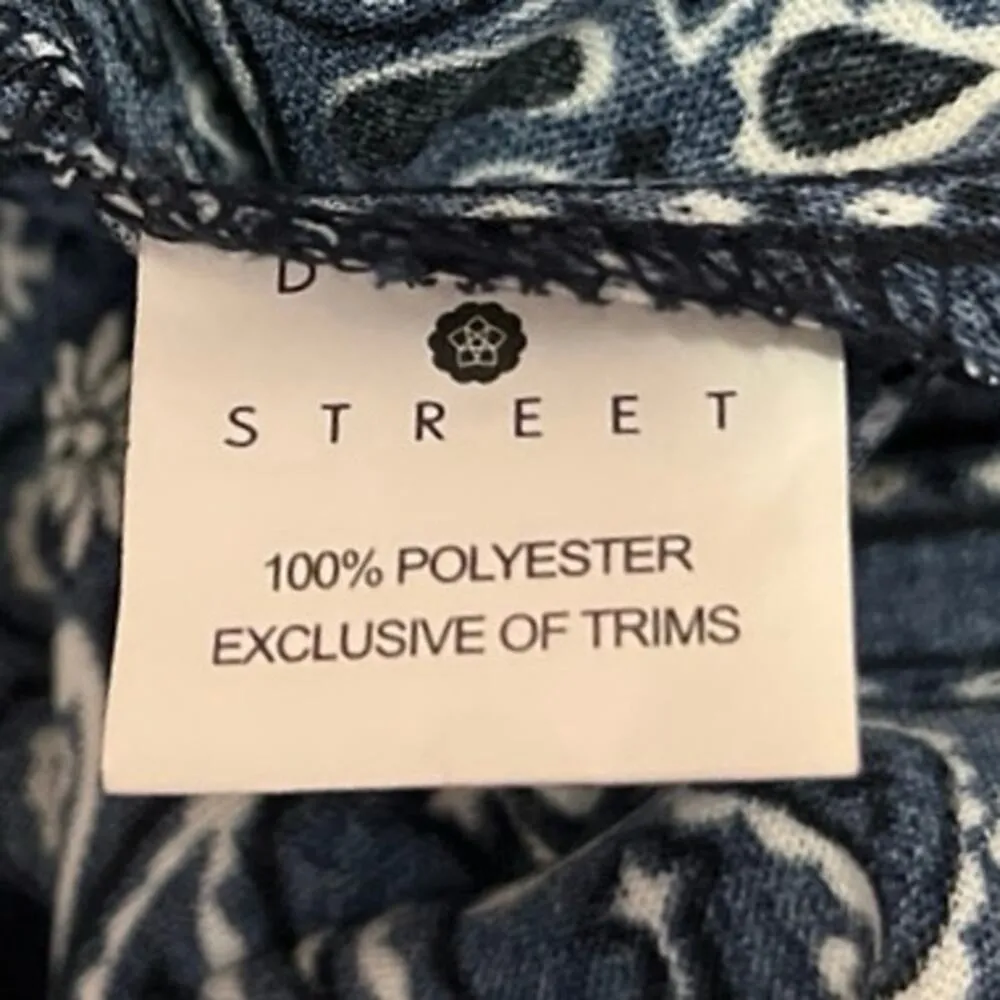 STREET
100% POLYESTER
EXCLUSIVE OF TRIMS